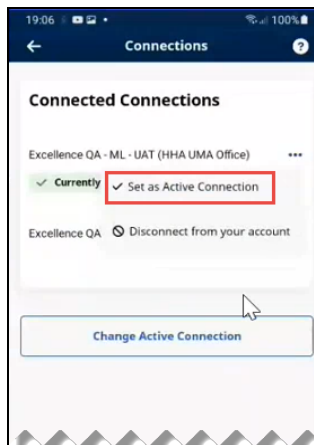 19:06 100%
Connections ?
Connected Connections
Excellence QA - ML - UAT (HHA UMA Office) •••
✓ Currently
✓ Set as Active Connection
Excellence QA
Disconnect from your account
Change Active Connection